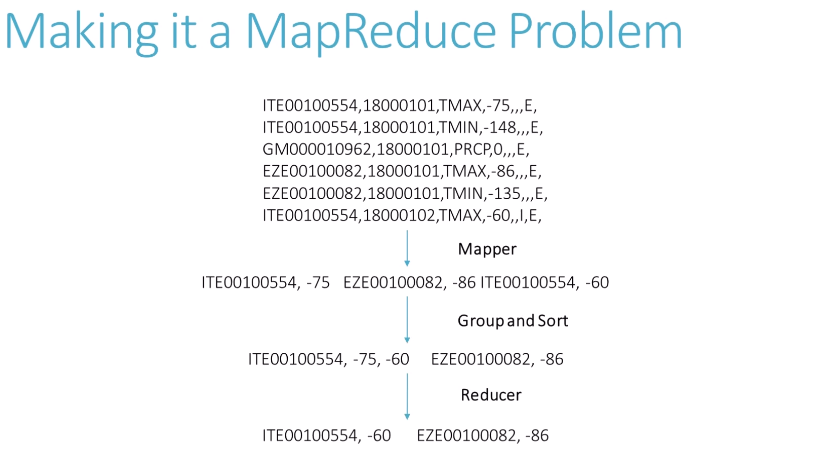 Making it a MapReduce Problem
ITE00100554,18000101,TMAX,-75,,,E,
ITE00100554,18000101,TMIN,-148,,,E,
GM000010962,18000101,PRCP,0,,,E,
EZE00100082,18000101,TMAX,-86,,,E,
EZE00100082,18000101,TMIN,-135,,,E,
ITE00100554,18000102,TMAX,-60,,I,E,
Mapper
ITE00100554, -75 EZE00100082, -86 ITE00100554, -60
Group and Sort
ITE00100554, -75, -60 EZE00100082, -86
Reducer
ITE00100554, -60 EZE00100082, -86